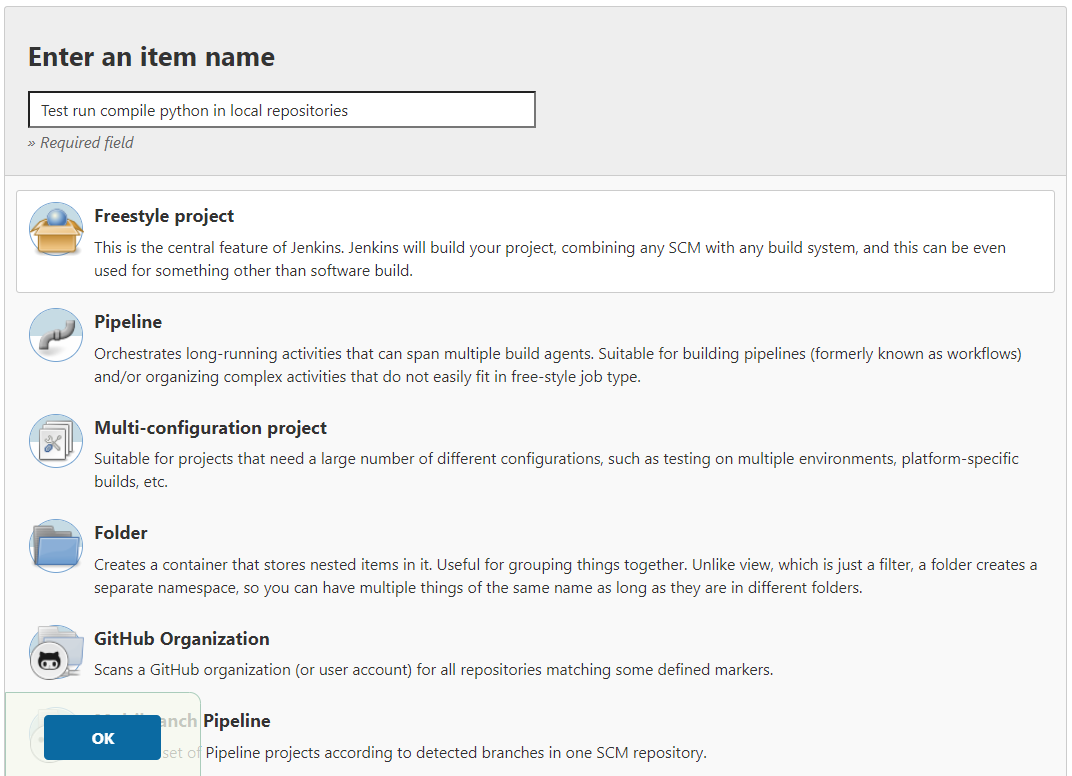 Enter an item name
Test run compile python in local repositories
» Required field
Freestyle project
This is the central feature of Jenkins. Jenkins will build your project, combining any SCM with any build system, and this can be even
used for something other than software build.
Pipeline
Orchestrates long-running activities that can span multiple build agents. Suitable for building pipelines (formerly known as workflows)
and/or organizing complex activities that do not easily fit in free-style job type.
Multi-configuration project
Suitable for projects that need a large number of different configurations, such as testing on multiple environments, platform-specific
builds, etc.
Folder
Creates a container that stores nested items in it. Useful for grouping things together. Unlike view, which is just a filter, a folder creates a
separate namespace, so you can have multiple things of the same name as long as they are in different folders.
GitHub Organization
Scans a GitHub organization (or user account) for all repositories matching some defined markers.
Multibranch Pipeline
OK
set of Pipeline projects according to detected branches in one SCM repository.